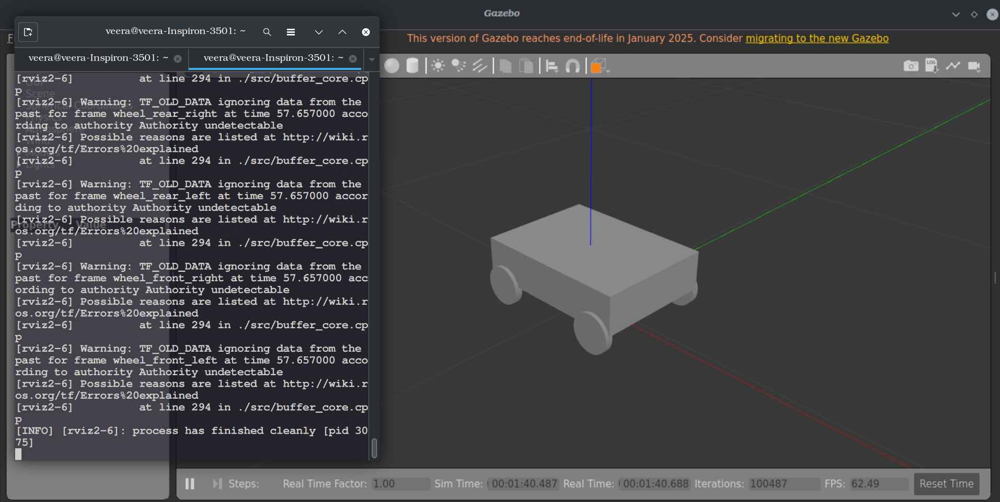 Gazebo
veera@veera-Inspiron-3501: ~
F
This version of Gazebo reaches end-of-life in January 2025. Consider migrating to the new Gazebo
veera@veera-Inspiron-3501: ~
veera@veera-Inspiron-3501: ~
LOG
[rviz2-6]          at line 294 in ./src/buffer_core.cp
p
[rviz2-6] Warning: TF_OLD_DATA ignoring data from the
past for frame wheel_rear_right at time 57.657000 acco
rding to authority Authority undetectable
[rviz2-6] Possible reasons are listed at http://wiki.r
os.org/tf/Errors%20explained
[rviz2-6]          at line 294 in ./src/buffer_core.cp
p
[rviz2-6] Warning: TF_OLD_DATA ignoring data from the
past for frame wheel_rear_left at time 57.657000 accor
ding to authority Authority undetectable
[rviz2-6] Possible reasons are listed at http://wiki.r
os.org/tf/Errors%20explained
[rviz2-6]          at line 294 in ./src/buffer_core.cp
p
[rviz2-6] Warning: TF_OLD_DATA ignoring data from the
past for frame wheel_front_right at time 57.657000 acc
ording to authority Authority undetectable
[rviz2-6] Possible reasons are listed at http://wiki.r
os.org/tf/Errors%20explained
[rviz2-6]          at line 294 in ./src/buffer_core.cp
p
[rviz2-6] Warning: TF_OLD_DATA ignoring data from the
past for frame wheel_front_left at time 57.657000 acco
rding to authority Authority undetectable
[rviz2-6] Possible reasons are listed at http://wiki.r
os.org/tf/Errors%20explained
[rviz2-6]          at line 294 in ./src/buffer_core.cp
p
[INFO] [rviz2-6]: process has finished cleanly [pid 30
75]
GUI
Scene
Spherical Coordinates
Physics
Atmosphere
Wind
Models
Lights
Property Value
Steps: Real Time Factor: 1.00 Sim Time: 00:01:40.487 Real Time: 00:01:40.688 Iterations: 100487 FPS: 62.49 Reset Time